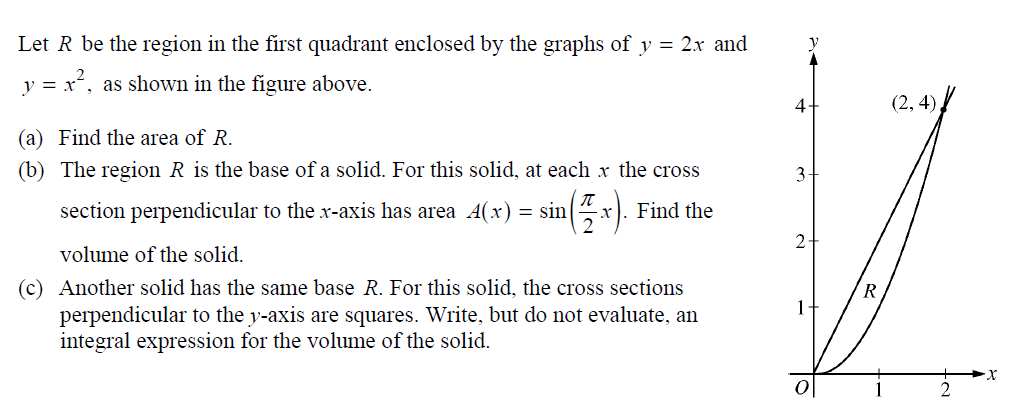 Let R be the region in the first quadrant enclosed by the graphs of y = 2x and
y = x², as shown in the figure above.
(a) Find the area of R.
(b) The region R is the base of a solid. For this solid, at each x the cross
section perpendicular to the x-axis has area A(x) = sin(π/2 x). Find the
volume of the solid.
(c) Another solid has the same base R. For this solid, the cross sections
perpendicular to the y-axis are squares. Write, but do not evaluate, an
integral expression for the volume of the solid.
y
4
(2, 4)
3
2
R
1
x
O
1
2